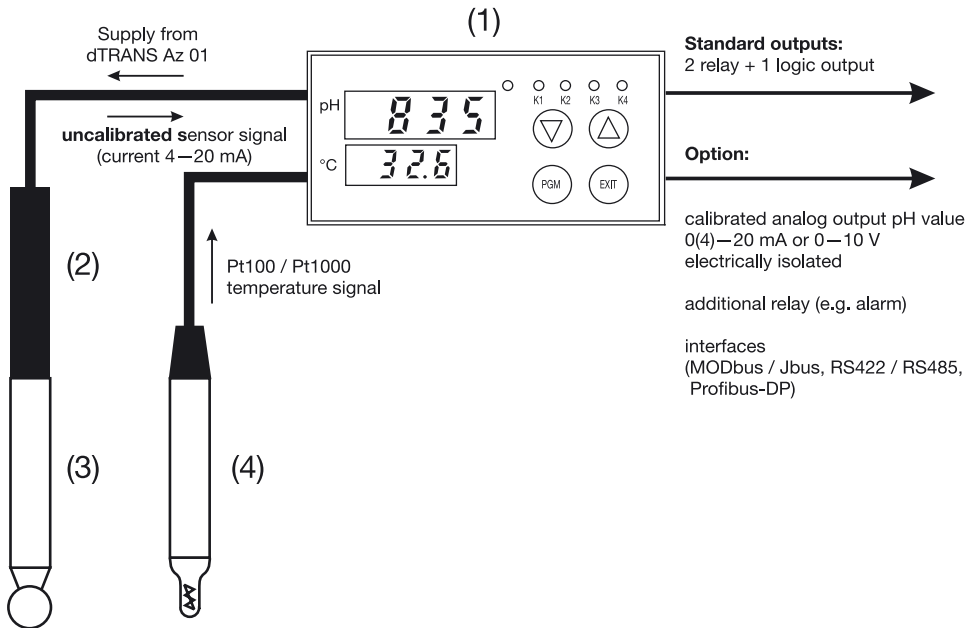 (1)
Supply from
dTRANS Az 01
uncalibrated sensor signal
(current 4—20 mA)
pH
8 3 5
°C
32.6
K1 K2 K3 K4
PGM
EXIT
Standard outputs:
2 relay + 1 logic output
Option:
calibrated analog output pH value
0(4)—20 mA or 0—10 V
electrically isolated
additional relay (e.g. alarm)
interfaces
(MODbus / Jbus, RS422 / RS485,
Profibus-DP)
(2)
Pt100 / Pt1000
temperature signal
(3)
(4)